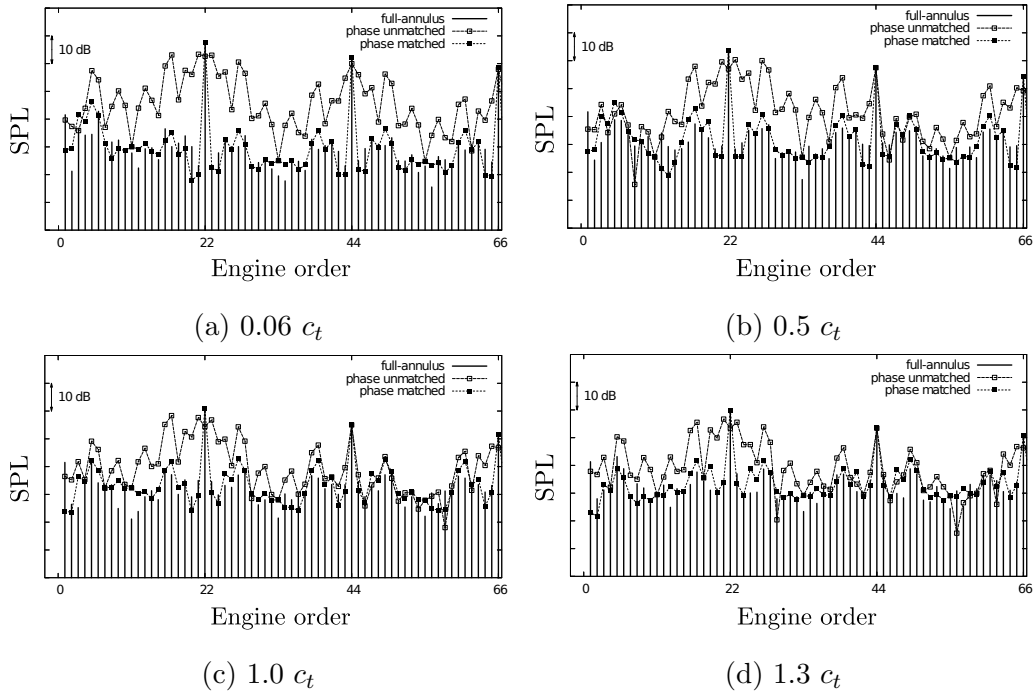 full-annulus
phase unmatched
phase matched
10 dB
SPL
0 22 44 66
Engine order
(a) 0.06 c_t
full-annulus
phase unmatched
phase matched
10 dB
SPL
0 22 44 66
Engine order
(b) 0.5 c_t
full-annulus
phase unmatched
phase matched
10 dB
SPL
0 22 44 66
Engine order
(c) 1.0 c_t
full-annulus
phase unmatched
phase matched
10 dB
SPL
0 22 44 66
Engine order
(d) 1.3 c_t